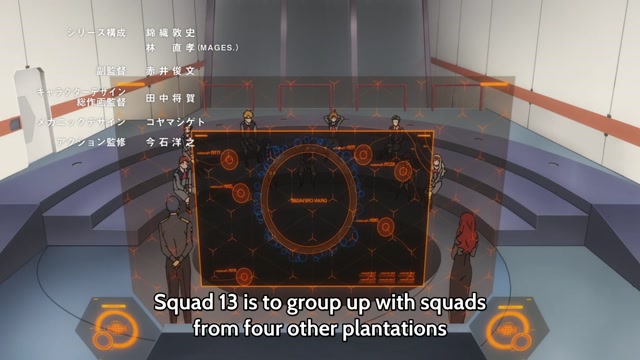 シリーズ構成 錦織敦史
林 直孝(MAGES.)
副監督 赤井俊文
キャラクターデザイン
総作画監督 田中将賀
メカニックデザイン コヤマシゲト
アクション監修 今石洋之
Squad 13 is to group up with squads
from four other plantations